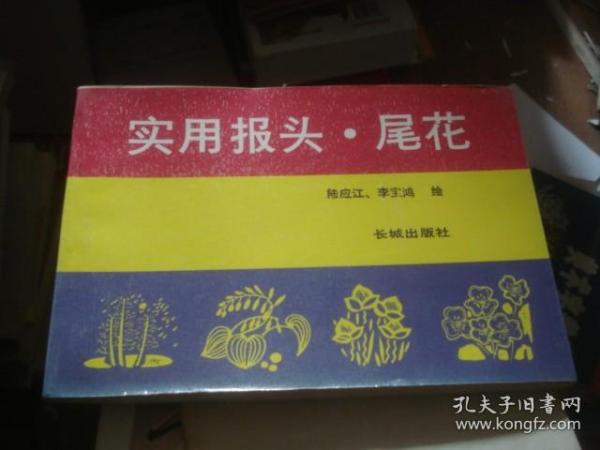 实用报头·尾花
陆应江、李宝鸿 绘
长城出版社
孔夫子旧书网
www.kongfz.com